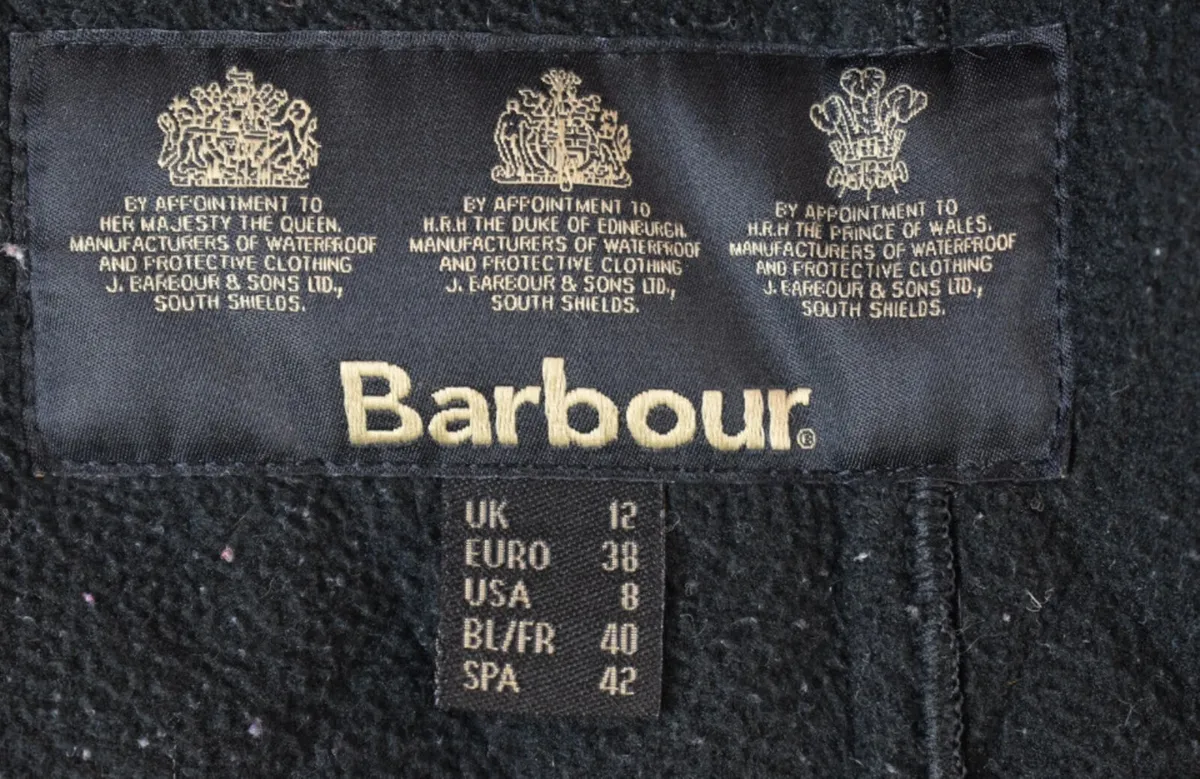 BY APPOINTMENT TO
HER MAJESTY THE QUEEN.
MANUFACTURERS OF WATERPROOF
AND PROTECTIVE CLOTHING
J. BARBOUR & SONS LTD.,
SOUTH SHIELDS.
BY APPOINTMENT TO
H.R.H THE DUKE OF EDINBURGH.
MANUFACTURERS OF WATERPROOF
AND PROTECTIVE CLOTHING
J. BARBOUR & SONS LTD.,
SOUTH SHIELDS.
BY APPOINTMENT TO
H.R.H THE PRINCE OF WALES.
MANUFACTURERS OF WATERPROOF
AND PROTECTIVE CLOTHING
J. BARBOUR & SONS LTD.,
SOUTH SHIELDS.
Barbour®
UK 12
EURO 38
USA 8
BL/FR 40
SPA 42